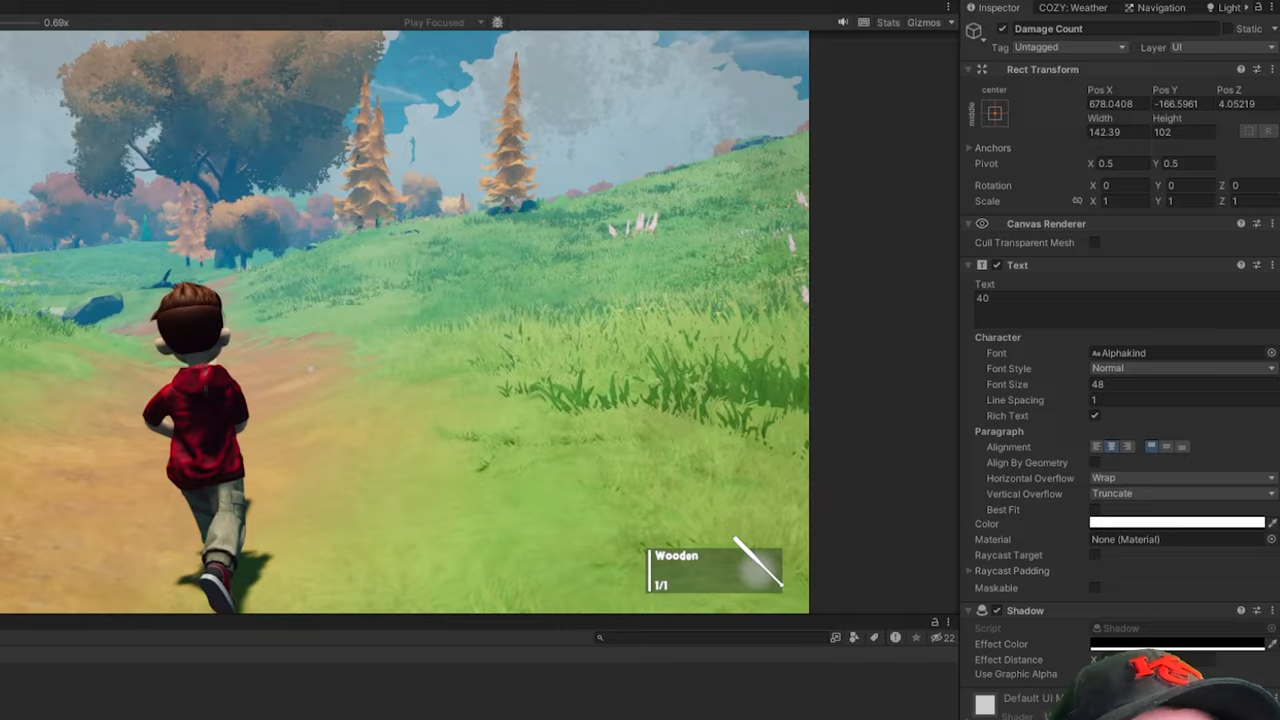 Inspector COZY: Weather Navigation Light
0.69x Play Focused Stats Gizmos
Damage Count Static
Tag Untagged Layer UI
Rect Transform
center Pos X Pos Y Pos Z
middle 678.0408 -166.5961 4.05219
Width Height
142.39 102
R
Anchors
Pivot X 0.5 Y 0.5
Rotation X 0 Y 0 Z 0
Scale X 1 Y 1 Z 1
Canvas Renderer
Cull Transparent Mesh
Text
Text
40
Character
Font Aa Alphakind
Font Style Normal
Font Size 48
Line Spacing 1
Rich Text
Paragraph
Alignment
Align By Geometry
Horizontal Overflow Wrap
Vertical Overflow Truncate
Best Fit
Color
Material None (Material)
Raycast Target
Raycast Padding
Maskable
Wooden
1/1
Shadow
Script Shadow
22
Effect Color
Effect Distance X
Use Graphic Alpha
Default UI M
Shader